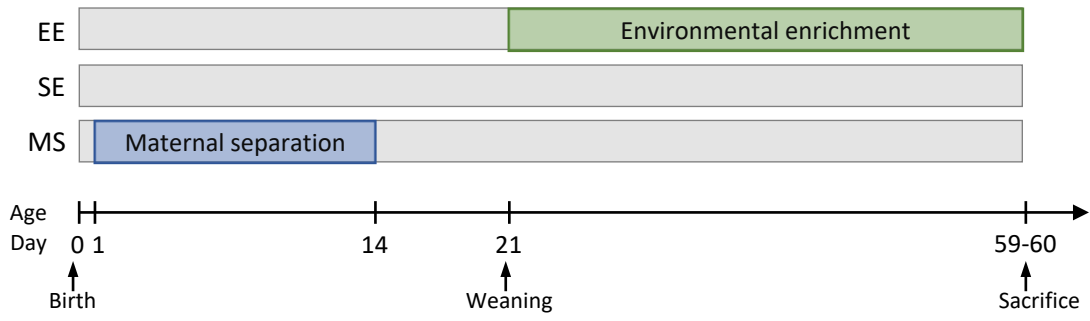 EE Environmental enrichment
SE
MS Maternal separation
Age
Day 0 1 14 21 59-60
Birth Weaning Sacrifice